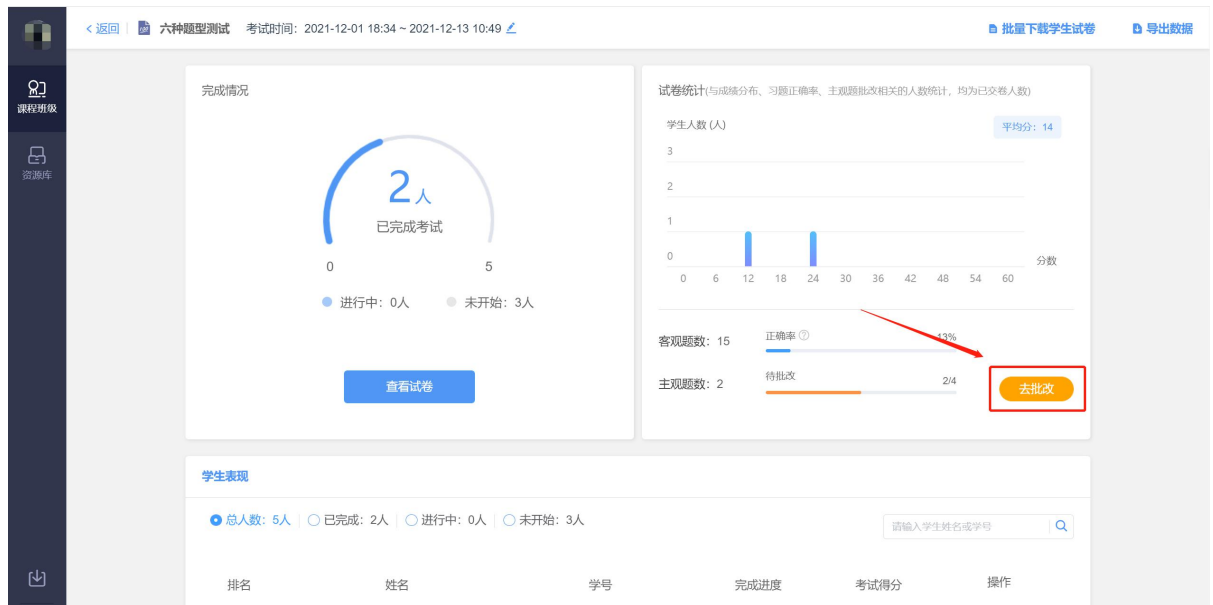 <返回 六种题型测试 考试时间：2021-12-01 18:34 ~ 2021-12-13 10:49 批量下载学生试卷 导出数据
课程班级
资源库
完成情况
2人
已完成考试
0 5
进行中：0人 未开始：3人
查看试卷
试卷统计(与成绩分布、习题正确率、主观题批改相关的人数统计，均为已交卷人数)
学生人数 (人) 平均分：14
3
2
1
0
分数
0 6 12 18 24 30 36 42 48 54 60
客观题数：15 正确率 13%
主观题数：2 待批改 2/4 去批改
学生表现
总人数：5人 已完成：2人 进行中：0人 未开始：3人 请输入学生姓名或学号
排名 姓名 学号 完成进度 考试得分 操作